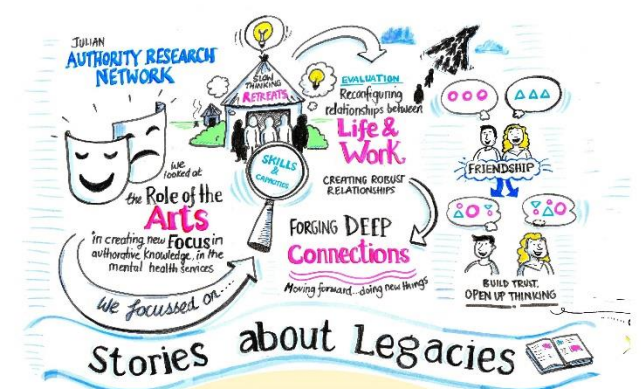 JULIAN
AUTHORITY RESEARCH
NETWORK
we
looked at
the Role of the
Arts
in creating new Focus in
authorative Knowledge, in the
mental health services
We focussed on....
SLOW
THINKING
RETREATS
SKILLS
&
CAPACITIES
EVALUATION
Reconfiguring
relationships between
Life &
Work
CREATING ROBUST
RELATIONSHIPS
FORGING DEEP
Connections
Moving forward...doing new things
FRIENDSHIP
BUILD TRUST,
OPEN UP THINKING
Stories about Legacies